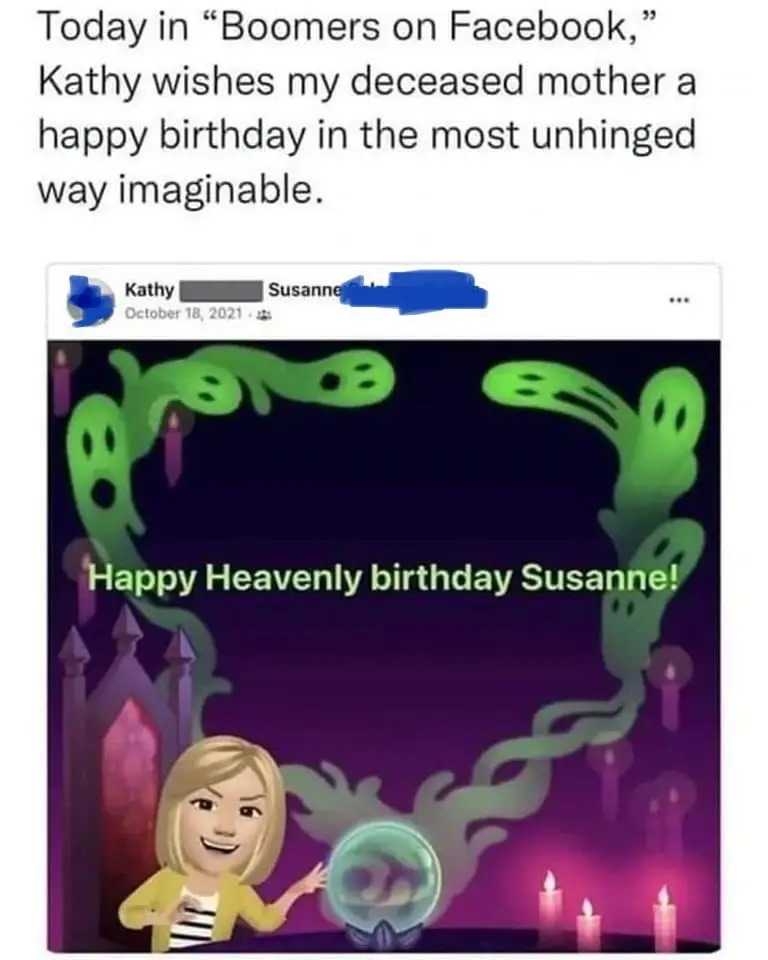 Today in “Boomers on Facebook,”
Kathy wishes my deceased mother a
happy birthday in the most unhinged
way imaginable.
Kathy Susanne
October 18, 2021 ·
Happy Heavenly birthday Susanne!